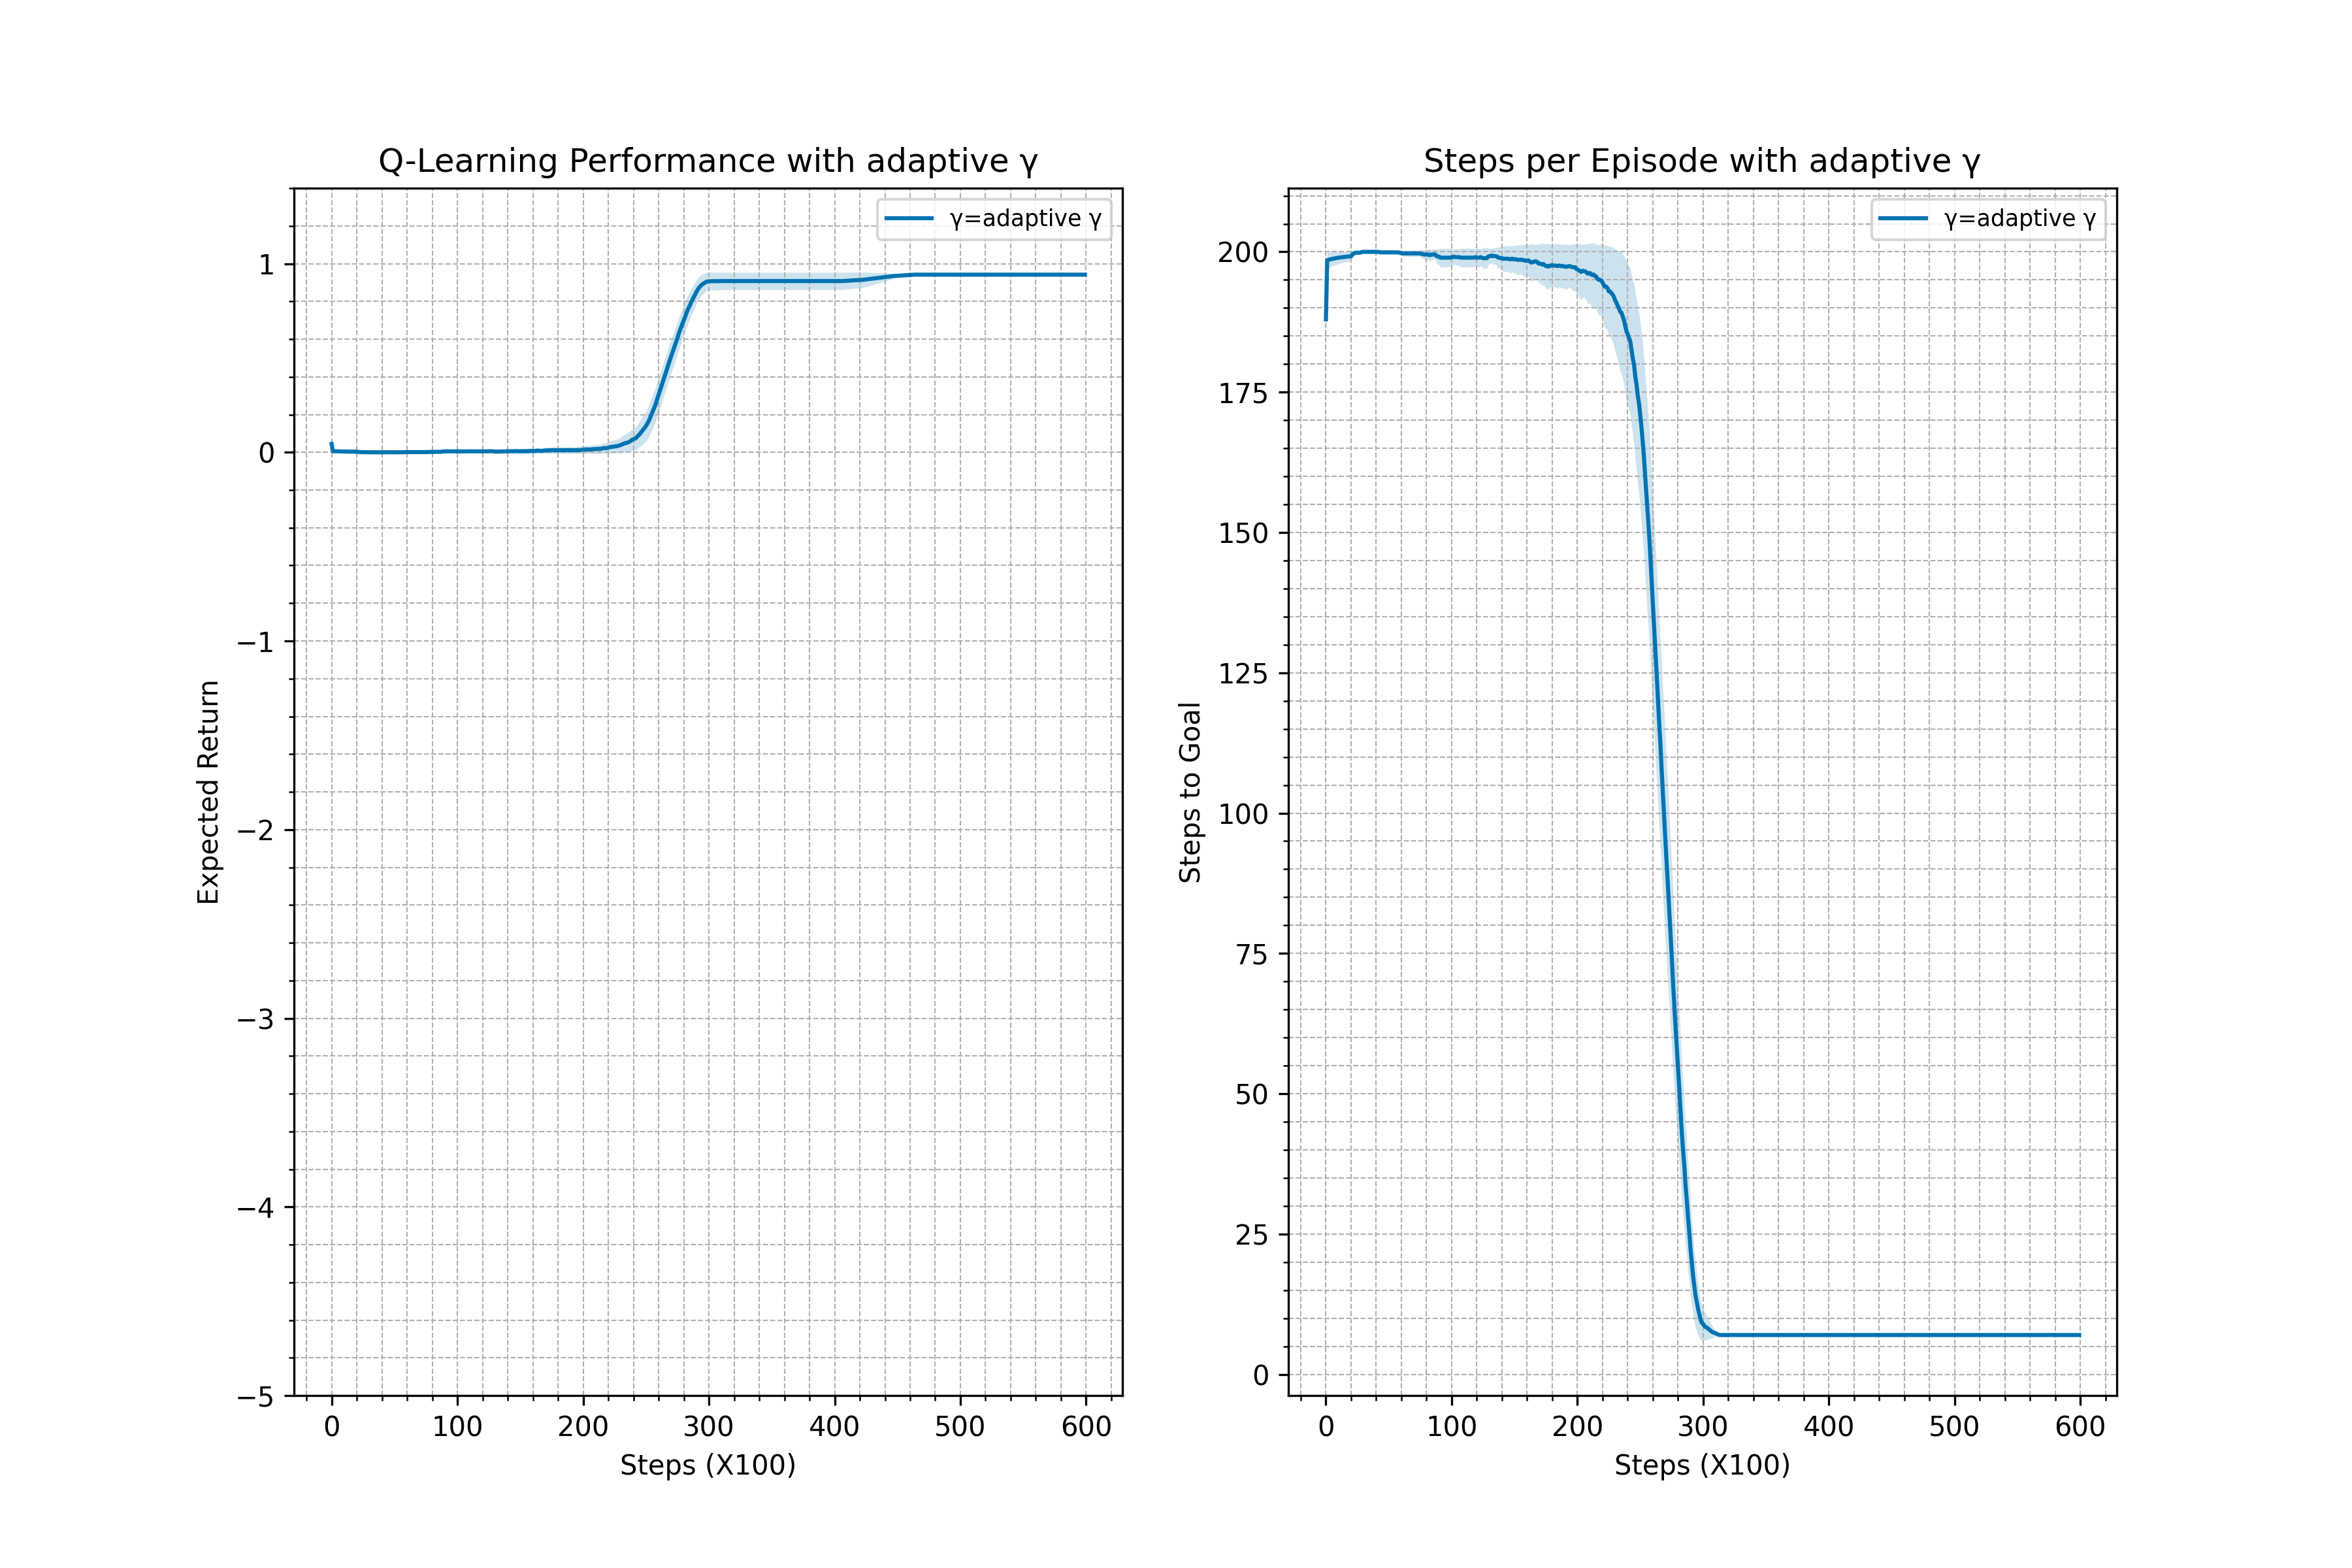 Q-Learning Performance with adaptive γ
γ=adaptive γ
1
0
−1
−2
−3
−4
−5
Expected Return
0 100 200 300 400 500 600
Steps (X100)
Steps per Episode with adaptive γ
γ=adaptive γ
200
175
150
125
100
75
50
25
0
Steps to Goal
0 100 200 300 400 500 600
Steps (X100)